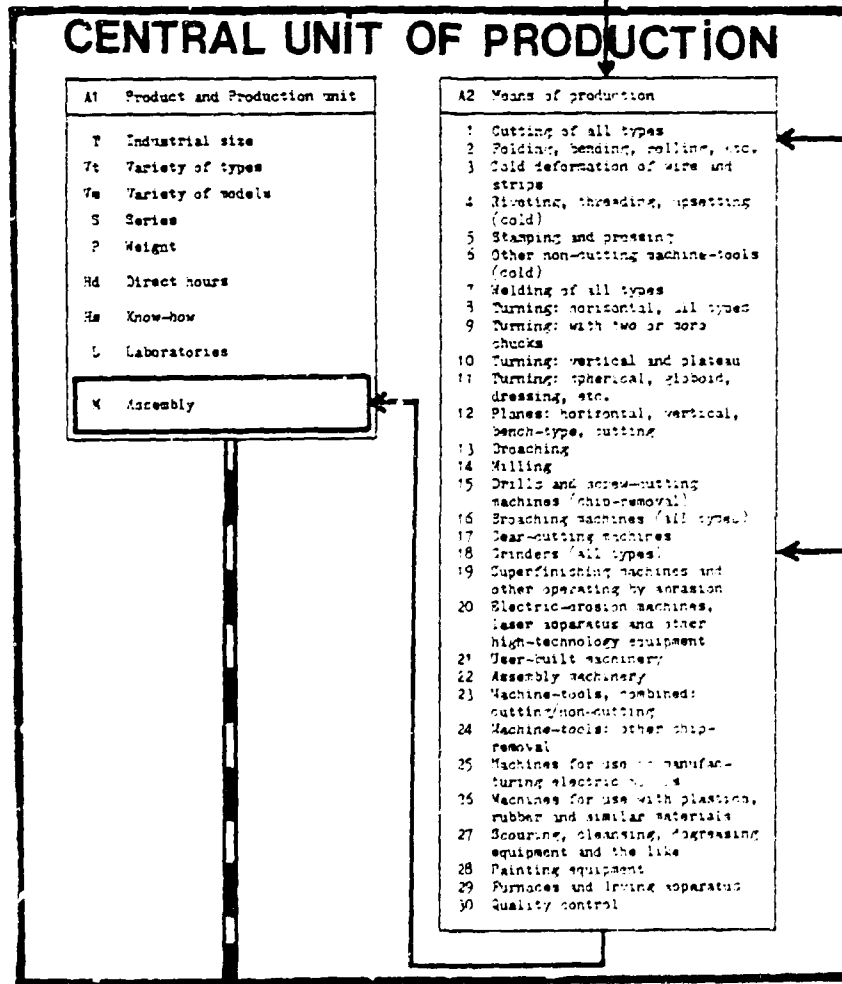 CENTRAL UNİT OF PRODUCTİON
A1 Product and Production unit
T Industrial size
Vt Variety of types
Vm Variety of models
S Series
P Weight
Hd Direct hours
Know-how
L Laboratories
M Assembly
A2 Means of production
1 Cutting of all types
2 Folding, bending, rolling, etc.
3 Cold deformation of wire and
strips
4 Riveting, threading, upsetting
(cold)
5 Stamping and pressing
6 Other non-cutting machine-tools
(cold)
7 Welding of all types
8 Turning: horizontal, all types
9 Turning: with two or more
chucks
10 Turning: vertical and plateau
11 Turning: spherical, globoid,
dressing, etc.
12 Planes: horizontal, vertical,
bench-type, cutting
13 Broaching
14 Milling
15 Drills and screw-cutting
machines (chip-removal)
16 Broaching machines (all types)
17 Gear-cutting machines
18 Grinders (all types)
19 Superfinishing machines and
other operating by abrasion
20 Electric-erosion machines,
laser apparatus and other
high-technology equipment
21 User-built machinery
22 Assembly machinery
23 Machine-tools, combined:
cutting/non-cutting
24 Machine-tools: other chip-
removal
25 Machines for use in manufac-
turing electric
26 Machines for use with plastics,
rubber and similar materials
27 Scouring, cleansing, degreasing
equipment and the like
28 Painting equipment
29 Furnaces and drying apparatus
30 Quality control